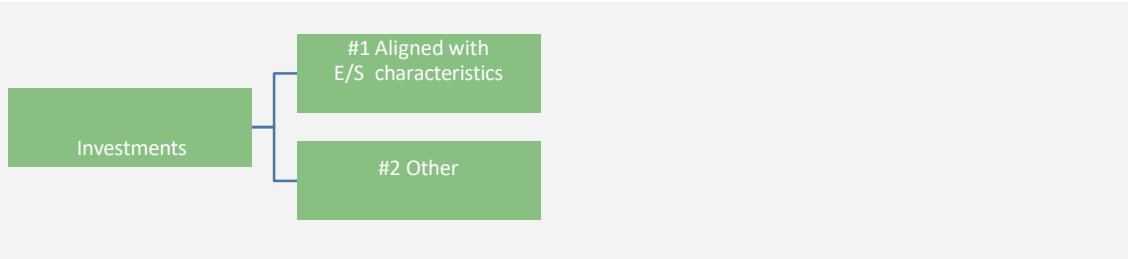 #1 Aligned with
E/S characteristics
Investments
#2 Other